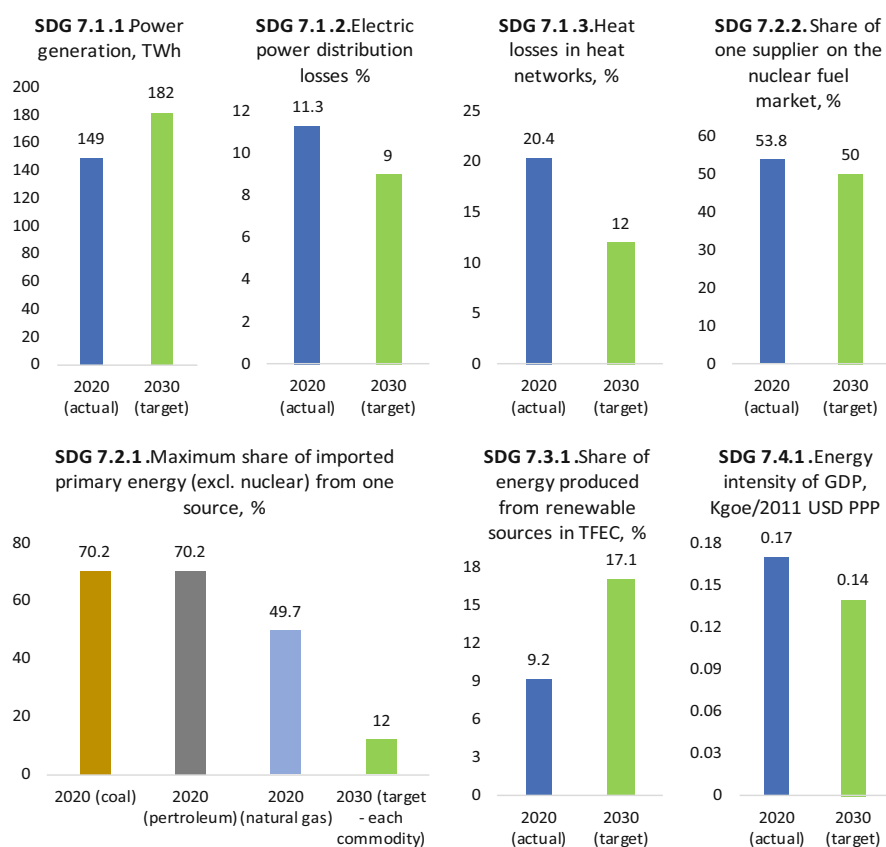 SDG 7.1.1.Power
generation, TWh
200
180
160
140
120
100
80
60
40
20
0
149
182
2020
(actual)
2030
(target)
SDG 7.1.2.Electric
power distribution
losses %
12
10
8
6
4
2
0
11.3
9
2020
(actual)
2030
(target)
SDG 7.1.3.Heat
losses in heat
networks, %
25
20
15
10
5
0
20.4
12
2020
(actual)
2030
(target)
SDG 7.2.2.Share of
one supplier on the
nuclear fuel
market, %
60
50
40
30
20
10
0
53.8
50
2020
(actual)
2030
(target)
SDG 7.2.1.Maximum share of imported
primary energy (excl. nuclear) from one
source, %
80
60
40
20
0
70.2
70.2
49.7
12
2020 (coal)
2020
(pertroleum)
2020
(natural gas)
2030 (target
- each
commodity)
SDG 7.3.1.Share of
energy produced
from renewable
sources in TFEC, %
18
15
12
9
6
3
0
9.2
17.1
2020
(actual)
2030
(target)
SDG 7.4.1.Energy
intensity of GDP,
Kgoe/2011 USD PPP
0.18
0.15
0.12
0.09
0.06
0.03
0
0.17
0.14
2020
(actual)
2030
(target)